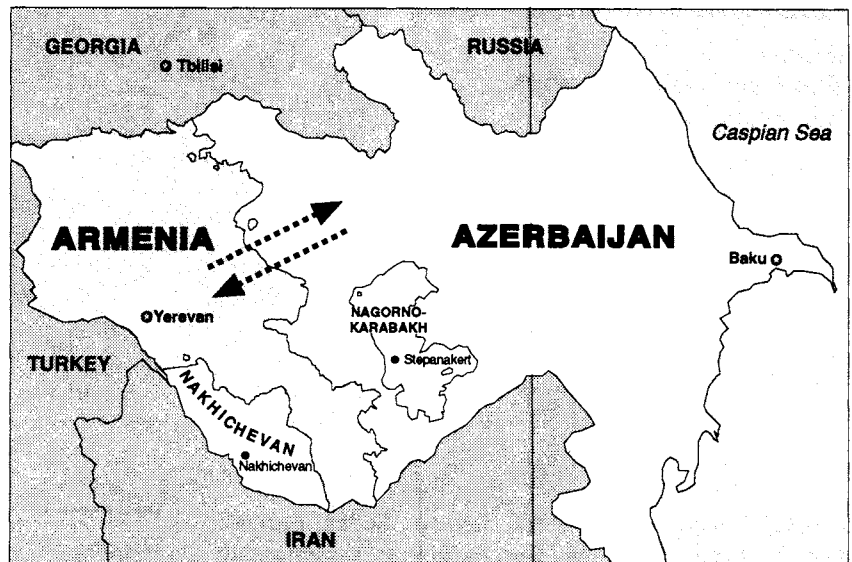 GEORGIA
Tbilisi
RUSSIA
Caspian Sea
ARMENIA
AZERBAIJAN
Baku
NAGORNO-
KARABAKH
Yerevan
Stepanakert
TURKEY
NAKHICHEVAN
Nakhichevan
IRAN